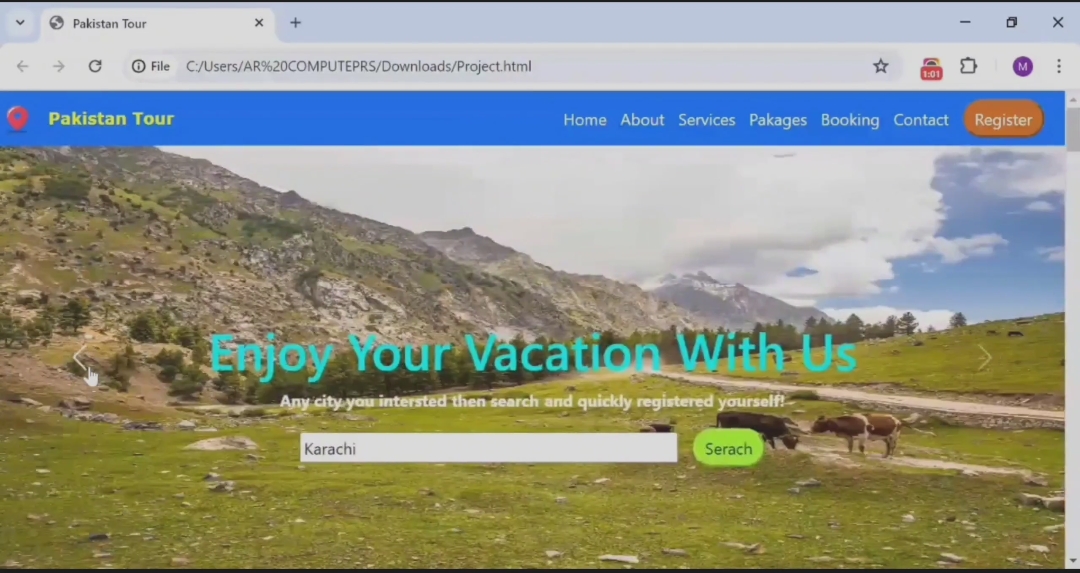 Pakistan Tour
File C:/Users/AR%20COMPUTEPRS/Downloads/Project.html 1:01 M
Pakistan Tour Home About Services Pakages Booking Contact Register
Enjoy Your Vacation With Us
Any city you intersted then search and quickly registered yourself!
Karachi Serach